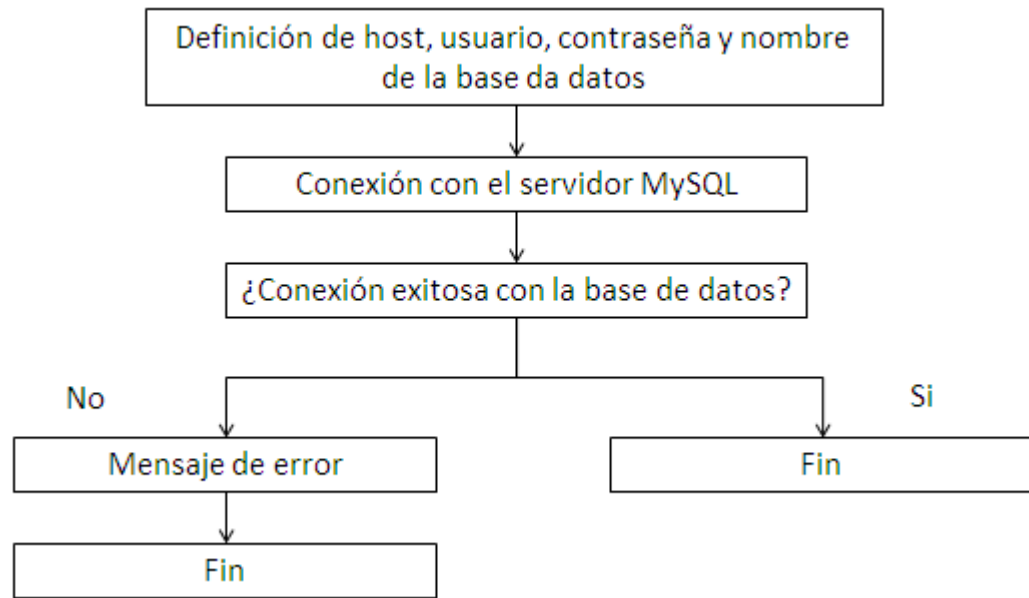 Definición de host, usuario, contraseña y nombre
de la base da datos
Conexión con el servidor MySQL
¿Conexión exitosa con la base de datos?
No
Si
Mensaje de error
Fin
Fin